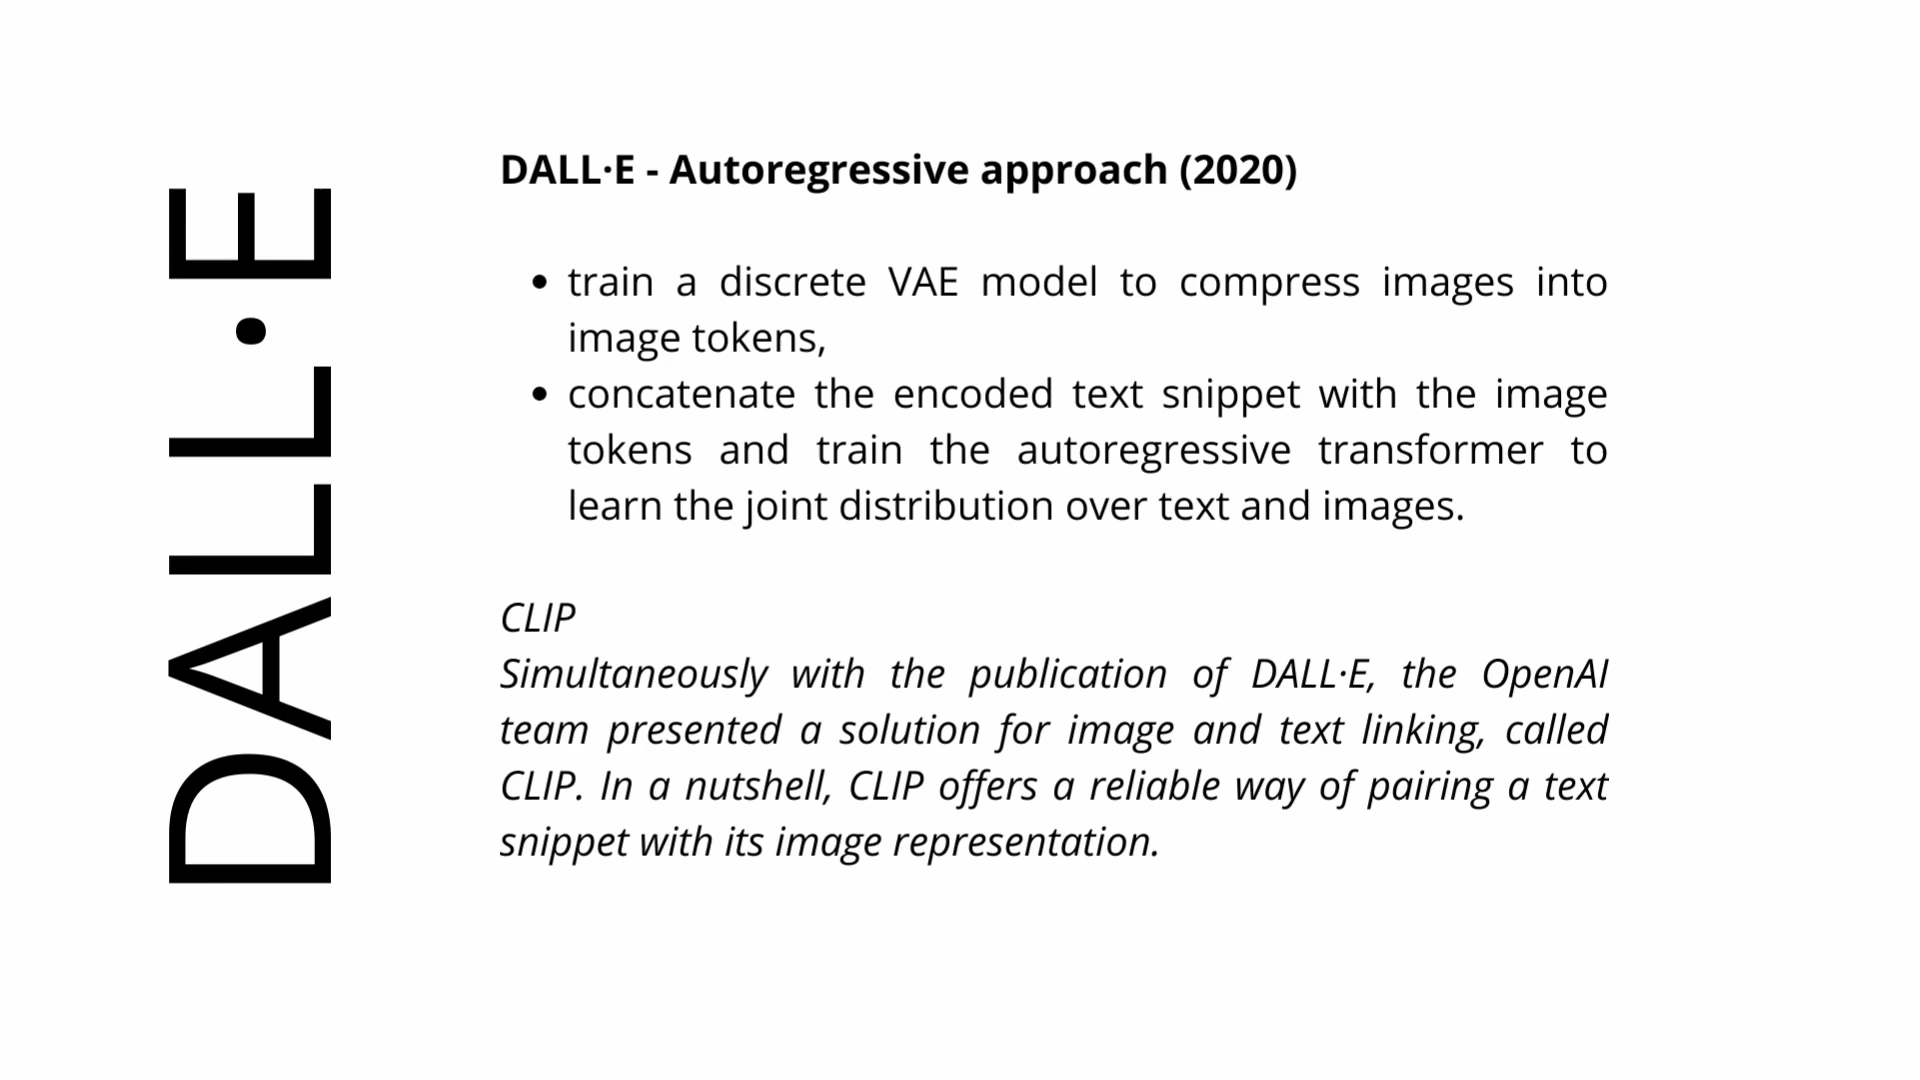 DALL·E
DALL·E - Autoregressive approach (2020)
• train a discrete VAE model to compress images into
image tokens,
• concatenate the encoded text snippet with the image
tokens and train the autoregressive transformer to
learn the joint distribution over text and images.
CLIP
Simultaneously with the publication of DALL·E, the OpenAI
team presented a solution for image and text linking, called
CLIP. In a nutshell, CLIP offers a reliable way of pairing a text
snippet with its image representation.